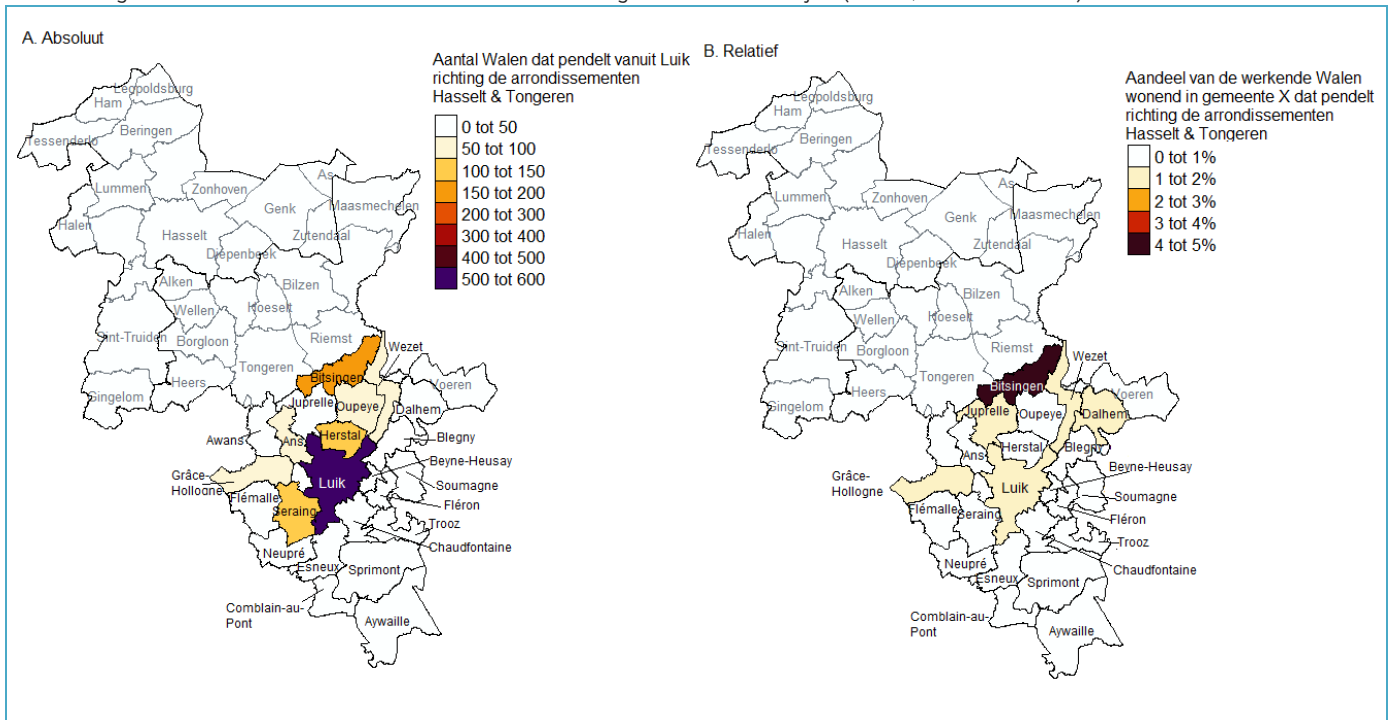 A. Absoluut
Aantal Walen dat pendelt vanuit Luik
richting de arrondissementen
Hasselt & Tongeren
0 tot 50
50 tot 100
100 tot 150
150 tot 200
200 tot 300
300 tot 400
400 tot 500
500 tot 600
Leopoldsburg
Ham
Beringen
Tessenderlo
As
Lummen
Zonhoven
Genk
Maasmechelen
Halen
Hasselt
Zutendaal
Diepenbeek
Alken
Bilzen
Wellen
Hoeselt
Sint-Truiden
Borgloon
Riemst
Wezet
Tongeren
Heers
Bitsingen
Voeren
Gingelom
Juprelle
Oupeye
Dalhem
Awans
Ans
Herstal
Blegny
Beyne-Heusay
Grâce-
Hollogne
Luik
Soumagne
Flémalle
Seraing
Fléron
Trooz
Chaudfontaine
Neupré
Esneux
Sprimont
Comblain-au-
Pont
Aywaille
B. Relatief
Aandeel van de werkende Walen
wonend in gemeente X dat pendelt
richting de arrondissementen
Hasselt & Tongeren
0 tot 1%
1 tot 2%
2 tot 3%
3 tot 4%
4 tot 5%
Leopoldsburg
Ham
Beringen
Tessenderlo
As
Lummen
Zonhoven
Genk
Maasmechelen
Halen
Hasselt
Zutendaal
Diepenbeek
Alken
Bilzen
Wellen
Hoeselt
Sint-Truiden
Borgloon
Riemst
Wezet
Tongeren
Heers
Bitsingen
Voeren
Gingelom
Juprelle
Oupeye
Dalhem
Ans
Herstal
Blegny
Beyne-Heusay
Grâce-
Hollogne
Luik
Soumagne
Flémalle
Seraing
Fléron
Trooz
Chaudfontaine
Neupré
Esneux
Sprimont
Comblain-au-
Pont
Aywaille